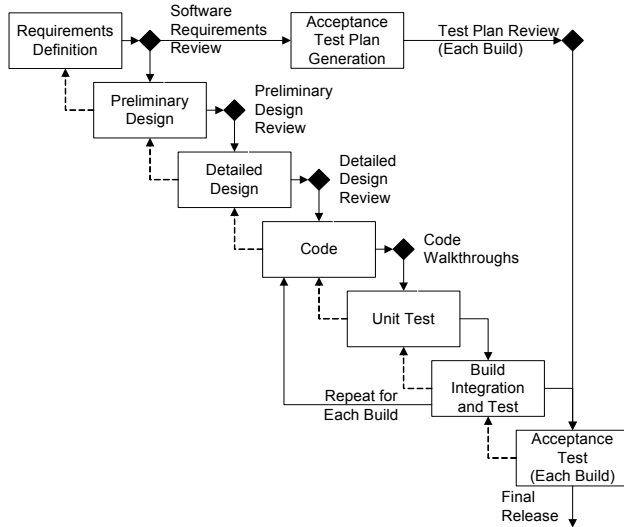 Requirements
Definition
Software
Requirements
Review
Acceptance
Test Plan
Generation
Test Plan Review
(Each Build)
Preliminary
Design
Preliminary
Design
Review
Detailed
Design
Detailed
Design
Review
Code
Code
Walkthroughs
Unit Test
Build
Integration
and Test
Repeat for
Each Build
Acceptance
Test
(Each Build)
Final
Release